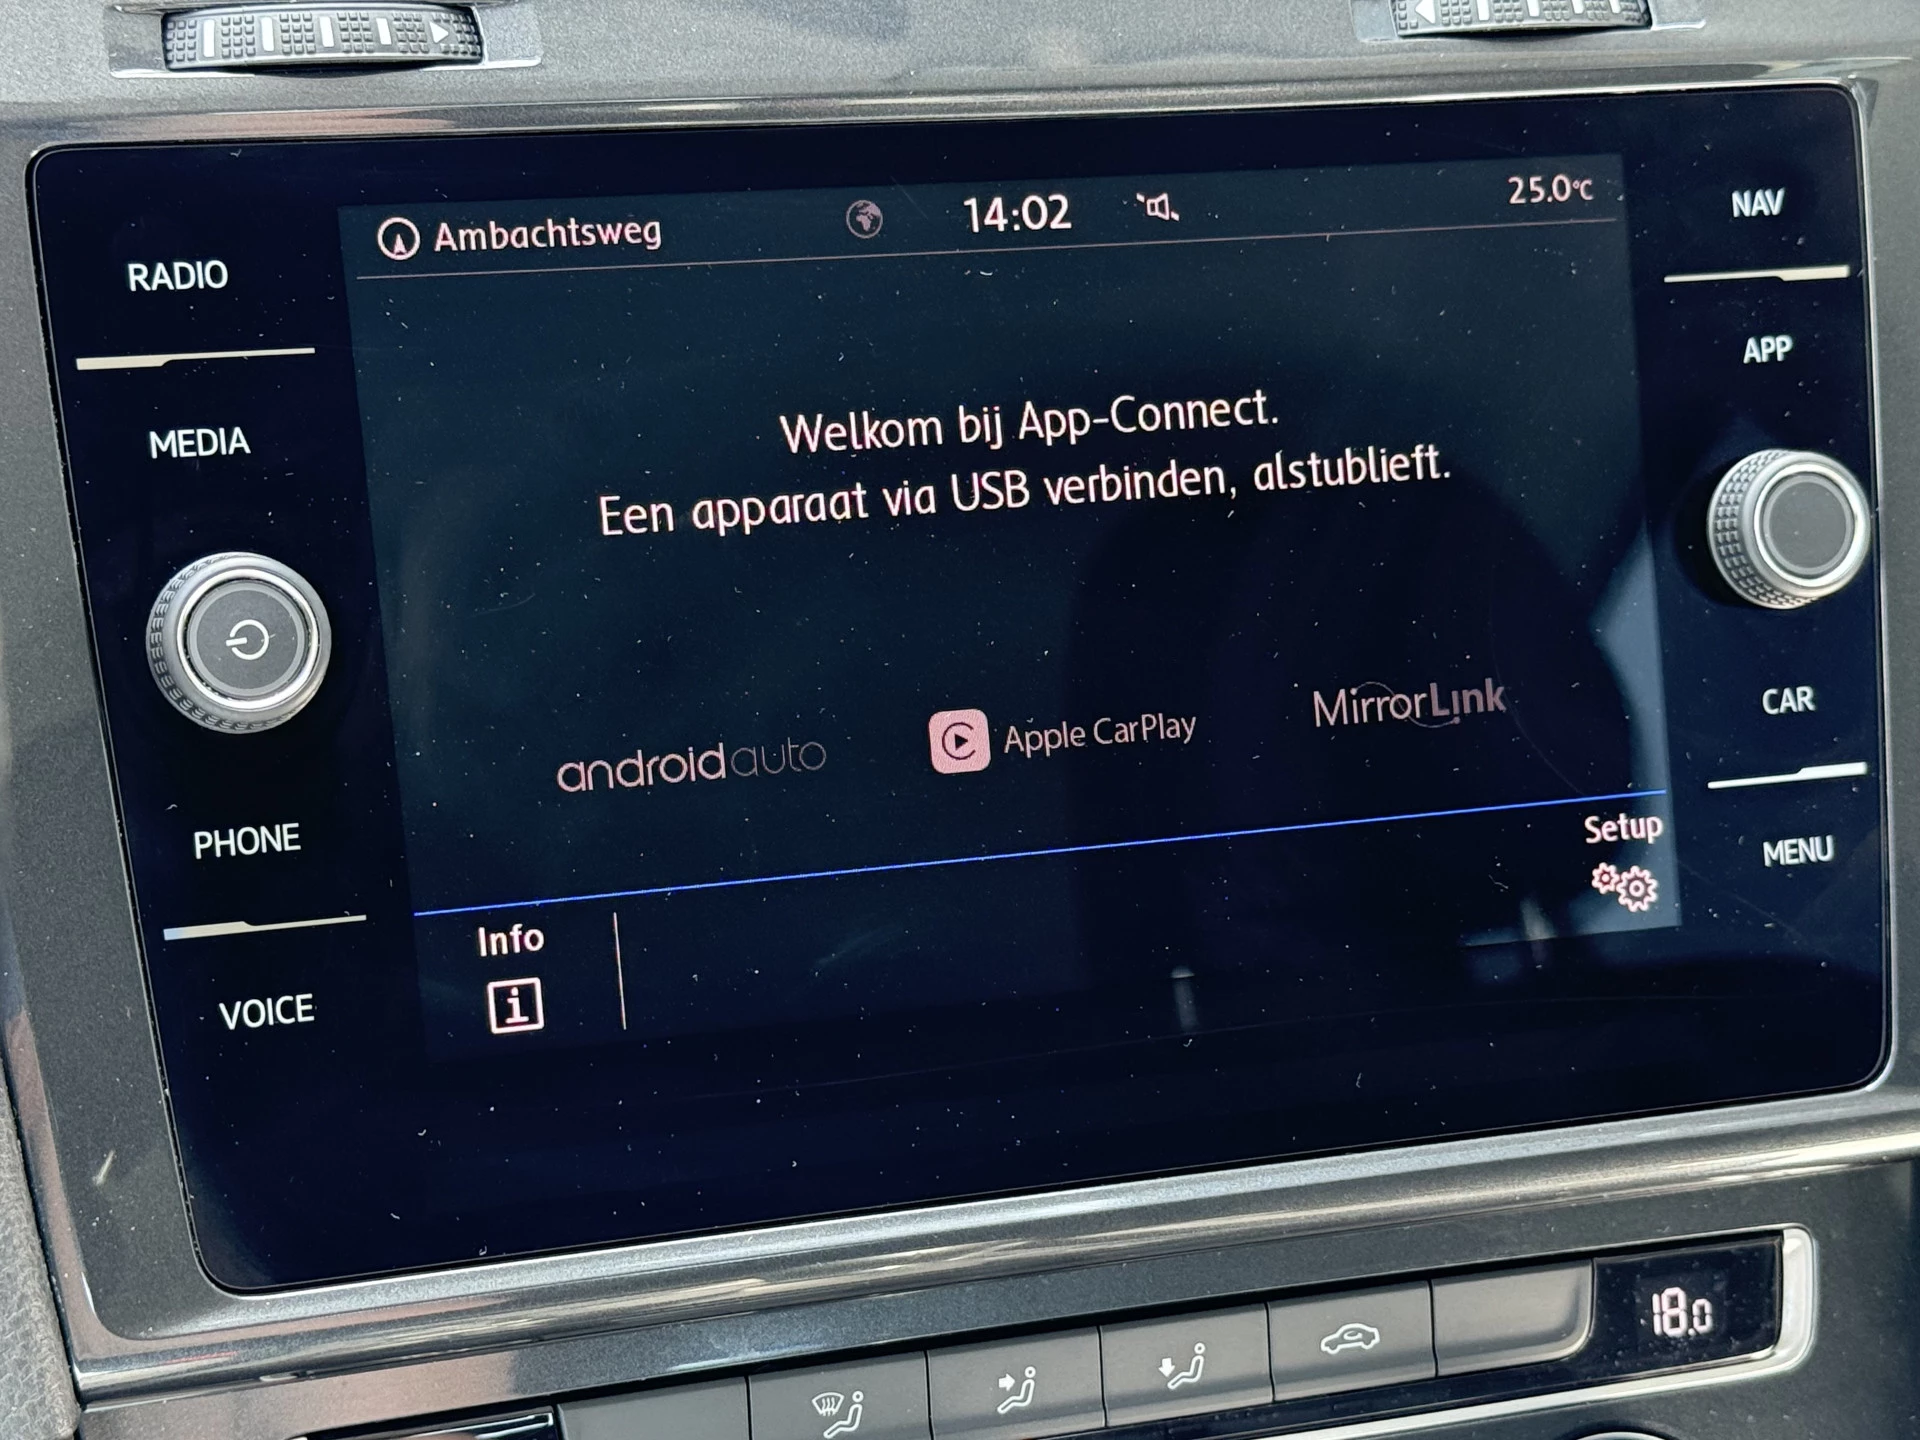 Ambachtsweg
14:02
25.0°C
NAV
RADIO
APP
MEDIA
Welkom bij App-Connect.
Een apparaat via USB verbinden, alstublieft.
androidauto
Apple CarPlay
MirrorLink
CAR
PHONE
Setup
MENU
Info
i
VOICE
18.0